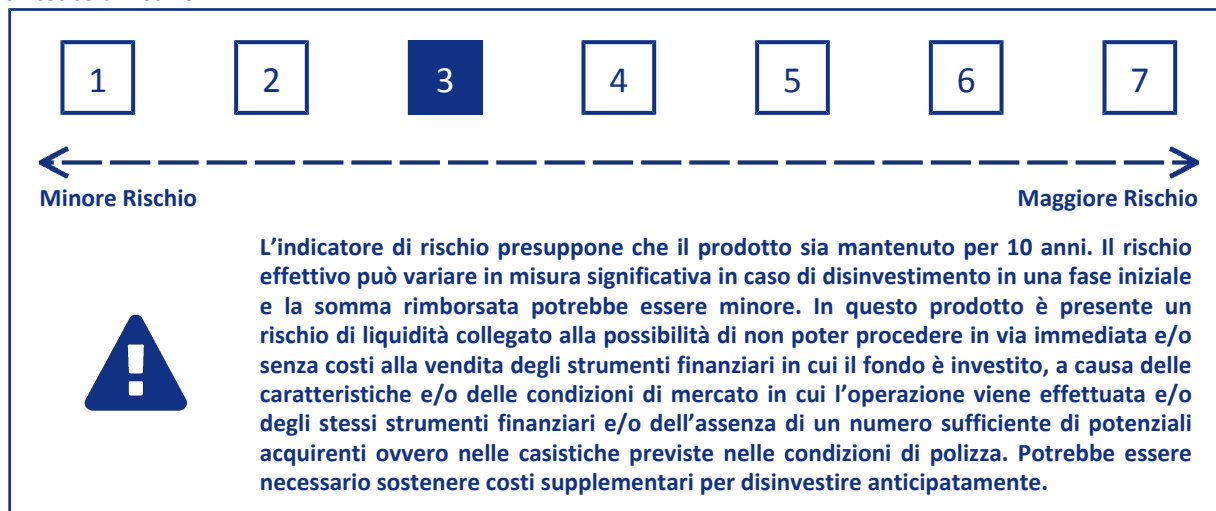 1 2 3 4 5 6 7
Minore Rischio Maggiore Rischio
L’indicatore di rischio presuppone che il prodotto sia mantenuto per 10 anni. Il rischio
effettivo può variare in misura significativa in caso di disinvestimento in una fase iniziale
e la somma rimborsata potrebbe essere minore. In questo prodotto è presente un
rischio di liquidità collegato alla possibilità di non poter procedere in via immediata e/o
senza costi alla vendita degli strumenti finanziari in cui il fondo è investito, a causa delle
caratteristiche e/o delle condizioni di mercato in cui l’operazione viene effettuata e/o
degli stessi strumenti finanziari e/o dell’assenza di un numero sufficiente di potenziali
acquirenti ovvero nelle casistiche previste nelle condizioni di polizza. Potrebbe essere
necessario sostenere costi supplementari per disinvestire anticipatamente.